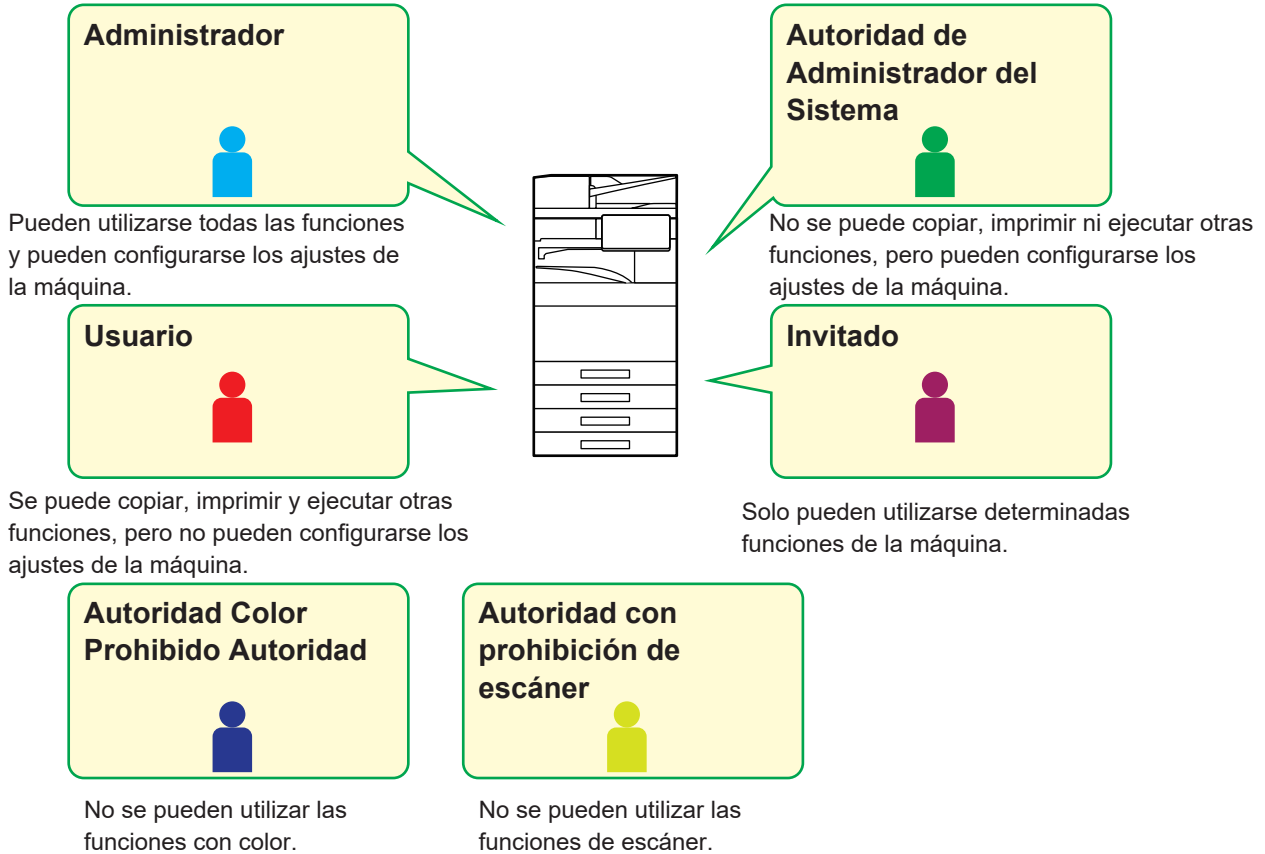 Administrador
Pueden utilizarse todas las funciones
y pueden configurarse los ajustes de
la máquina.
Autoridad de
Administrador del
Sistema
No se puede copiar, imprimir ni ejecutar otras
funciones, pero pueden configurarse los
ajustes de la máquina.
Usuario
Se puede copiar, imprimir y ejecutar otras
funciones, pero no pueden configurarse los
ajustes de la máquina.
Invitado
Solo pueden utilizarse determinadas
funciones de la máquina.
Autoridad Color
Prohibido Autoridad
No se pueden utilizar las
funciones con color.
Autoridad con
prohibición de
escáner
No se pueden utilizar las
funciones de escáner.